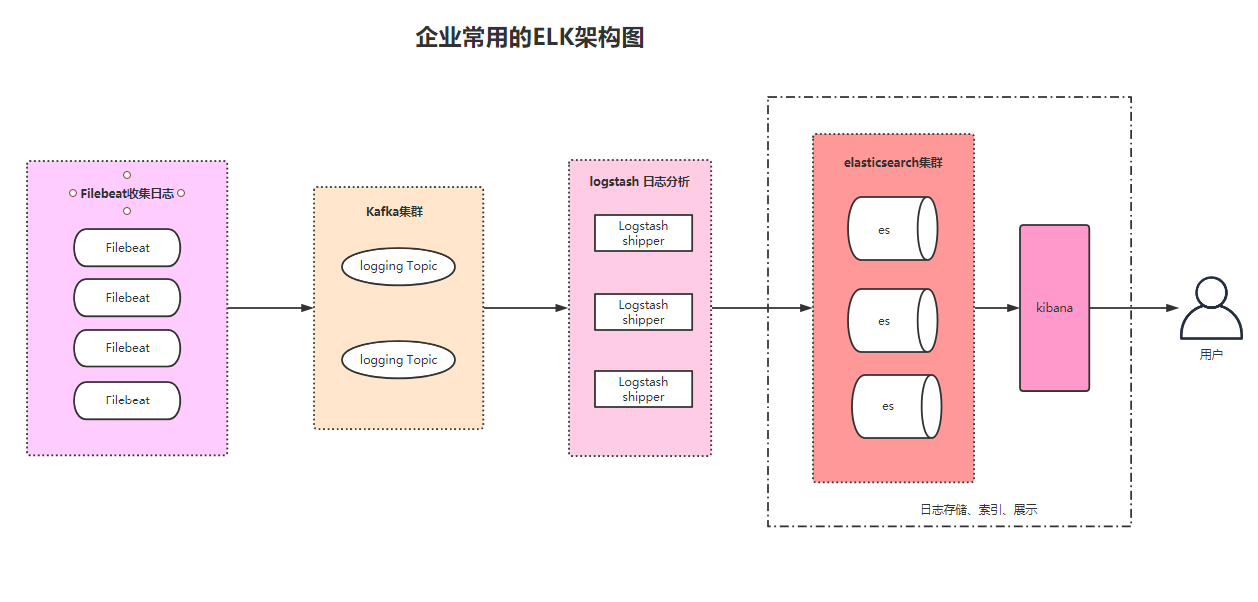 企业常用的ELK架构图
Filebeat收集日志
Filebeat
Filebeat
Filebeat
Filebeat
Kafka集群
logging Topic
logging Topic
logstash 日志分析
Logstash
shipper
Logstash
shipper
Logstash
shipper
elasticsearch集群
es
es
es
kibana
日志存储、索引、展示
用户